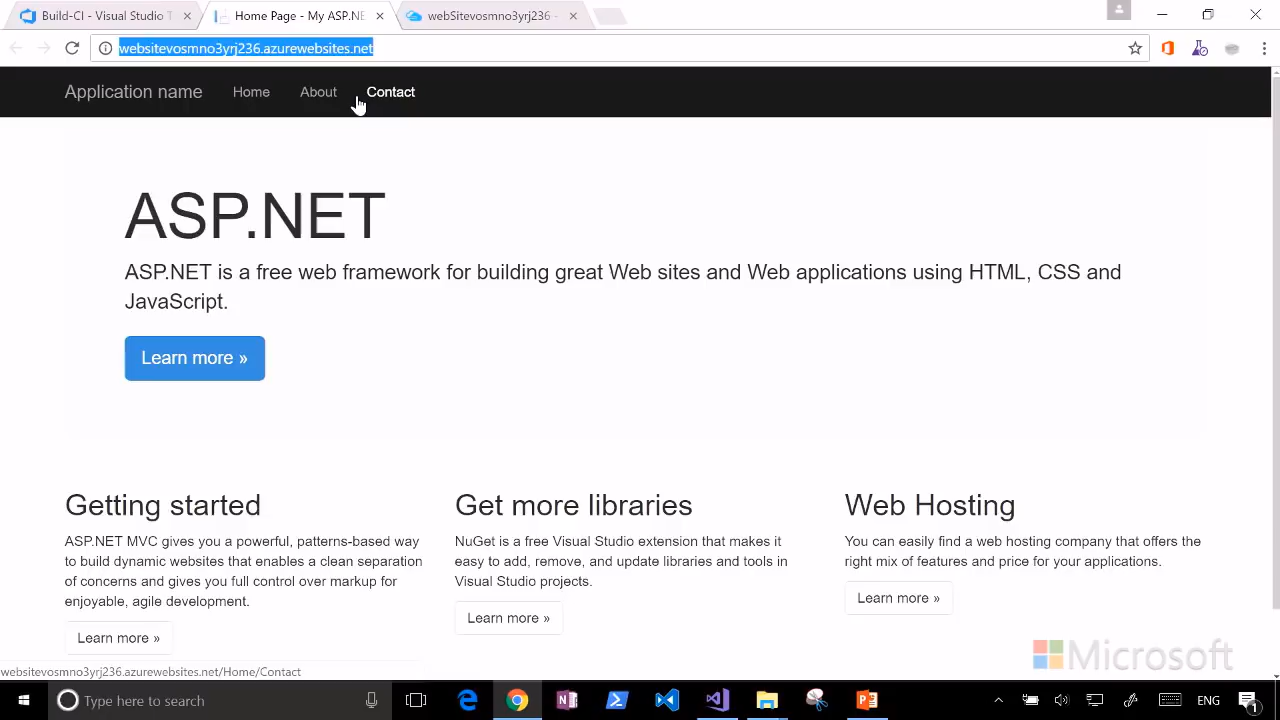 Build-CI - Visual Studio T
Home Page - My ASP.NE
webSitevosmno3yrj236 -
websitevosmno3yrj236.azurewebsites.net
Application name
Home
About
Contact
ASP.NET
ASP.NET is a free web framework for building great Web sites and Web applications using HTML, CSS and
JavaScript.
Learn more »
Getting started
ASP.NET MVC gives you a powerful, patterns-based way
to build dynamic websites that enables a clean separation
of concerns and gives you full control over markup for
enjoyable, agile development.
Learn more »
Get more libraries
NuGet is a free Visual Studio extension that makes it
easy to add, remove, and update libraries and tools in
Visual Studio projects.
Learn more »
Web Hosting
You can easily find a web hosting company that offers the
right mix of features and price for your applications.
Learn more »
Microsoft
websitevosmno3yrj236.azurewebsites.net/Home/Contact
Type here to search
ENG
1